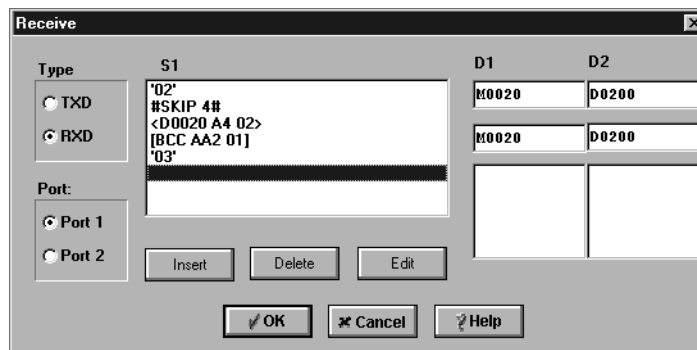 Receive
Type
TXD
RXD
Port:
Port 1
Port 2
S1
'02'
#SKIP 4#
<D0020 A4 02>
[BCC AA2 01]
'03'
Insert Delete Edit
D1 D2
M0020 D0200
M0020 D0200
OK Cancel Help